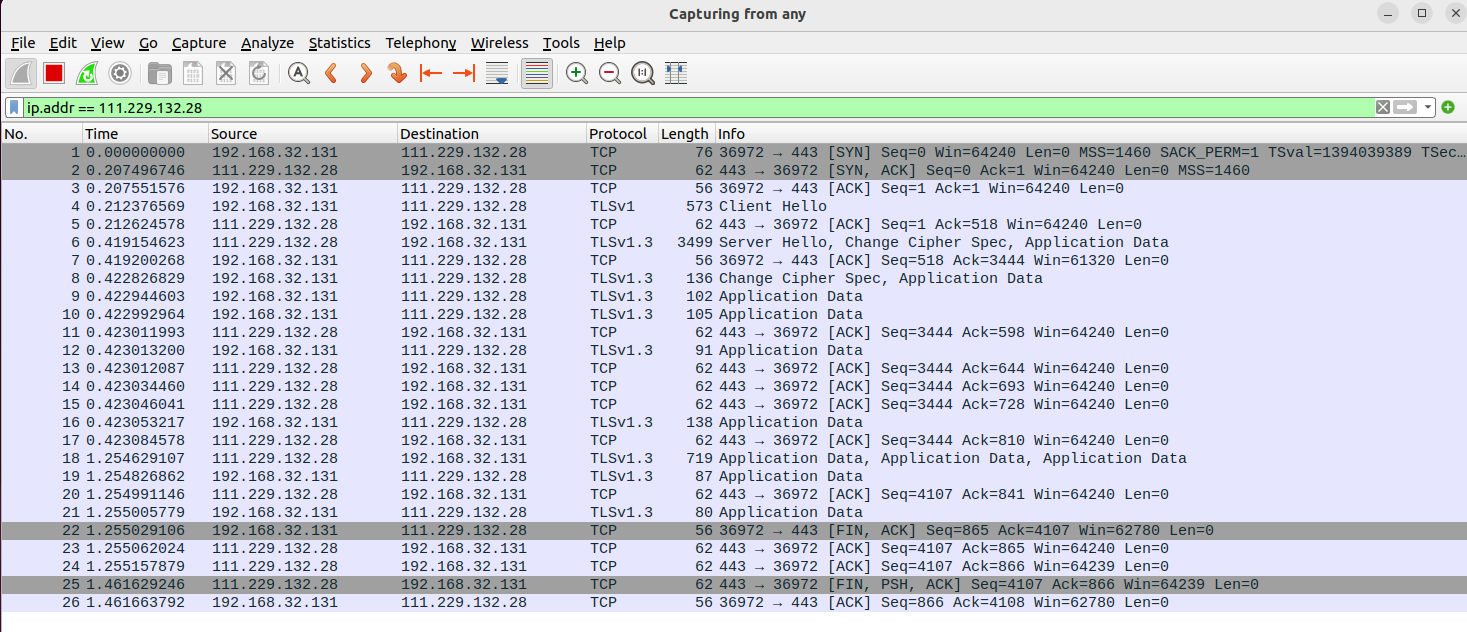 Capturing from any
File Edit View Go Capture Analyze Statistics Telephony Wireless Tools Help
ip.addr == 111.229.132.28
No. Time Source Destination Protocol Length Info
1 0.000000000 192.168.32.131 111.229.132.28 TCP 76 36972 → 443 [SYN] Seq=0 Win=64240 Len=0 MSS=1460 SACK_PERM=1 TSval=1394039389 TSec…
2 0.207496746 111.229.132.28 192.168.32.131 TCP 62 443 → 36972 [SYN, ACK] Seq=0 Ack=1 Win=64240 Len=0 MSS=1460
3 0.207551576 192.168.32.131 111.229.132.28 TCP 56 36972 → 443 [ACK] Seq=1 Ack=1 Win=64240 Len=0
4 0.212376569 192.168.32.131 111.229.132.28 TLSv1 573 Client Hello
5 0.212624578 111.229.132.28 192.168.32.131 TCP 62 443 → 36972 [ACK] Seq=1 Ack=518 Win=64240 Len=0
6 0.419154623 111.229.132.28 192.168.32.131 TLSv1.3 3499 Server Hello, Change Cipher Spec, Application Data
7 0.419200268 192.168.32.131 111.229.132.28 TCP 56 36972 → 443 [ACK] Seq=518 Ack=3444 Win=61320 Len=0
8 0.422826829 192.168.32.131 111.229.132.28 TLSv1.3 136 Change Cipher Spec, Application Data
9 0.422944603 192.168.32.131 111.229.132.28 TLSv1.3 102 Application Data
10 0.422992964 192.168.32.131 111.229.132.28 TLSv1.3 105 Application Data
11 0.423011993 111.229.132.28 192.168.32.131 TCP 62 443 → 36972 [ACK] Seq=3444 Ack=598 Win=64240 Len=0
12 0.423013200 192.168.32.131 111.229.132.28 TLSv1.3 91 Application Data
13 0.423012087 111.229.132.28 192.168.32.131 TCP 62 443 → 36972 [ACK] Seq=3444 Ack=644 Win=64240 Len=0
14 0.423034460 111.229.132.28 192.168.32.131 TCP 62 443 → 36972 [ACK] Seq=3444 Ack=693 Win=64240 Len=0
15 0.423046041 111.229.132.28 192.168.32.131 TCP 62 443 → 36972 [ACK] Seq=3444 Ack=728 Win=64240 Len=0
16 0.423053217 192.168.32.131 111.229.132.28 TLSv1.3 138 Application Data
17 0.423084578 111.229.132.28 192.168.32.131 TCP 62 443 → 36972 [ACK] Seq=3444 Ack=810 Win=64240 Len=0
18 1.254629107 111.229.132.28 192.168.32.131 TLSv1.3 719 Application Data, Application Data, Application Data
19 1.254826862 192.168.32.131 111.229.132.28 TLSv1.3 87 Application Data
20 1.254991146 111.229.132.28 192.168.32.131 TCP 62 443 → 36972 [ACK] Seq=4107 Ack=841 Win=64240 Len=0
21 1.255005779 192.168.32.131 111.229.132.28 TLSv1.3 80 Application Data
22 1.255029106 192.168.32.131 111.229.132.28 TCP 56 36972 → 443 [FIN, ACK] Seq=865 Ack=4107 Win=62780 Len=0
23 1.255062024 111.229.132.28 192.168.32.131 TCP 62 443 → 36972 [ACK] Seq=4107 Ack=865 Win=64240 Len=0
24 1.255157879 111.229.132.28 192.168.32.131 TCP 62 443 → 36972 [ACK] Seq=4107 Ack=866 Win=64239 Len=0
25 1.461629246 111.229.132.28 192.168.32.131 TCP 62 443 → 36972 [FIN, PSH, ACK] Seq=4107 Ack=866 Win=64239 Len=0
26 1.461663792 192.168.32.131 111.229.132.28 TCP 56 36972 → 443 [ACK] Seq=866 Ack=4108 Win=62780 Len=0